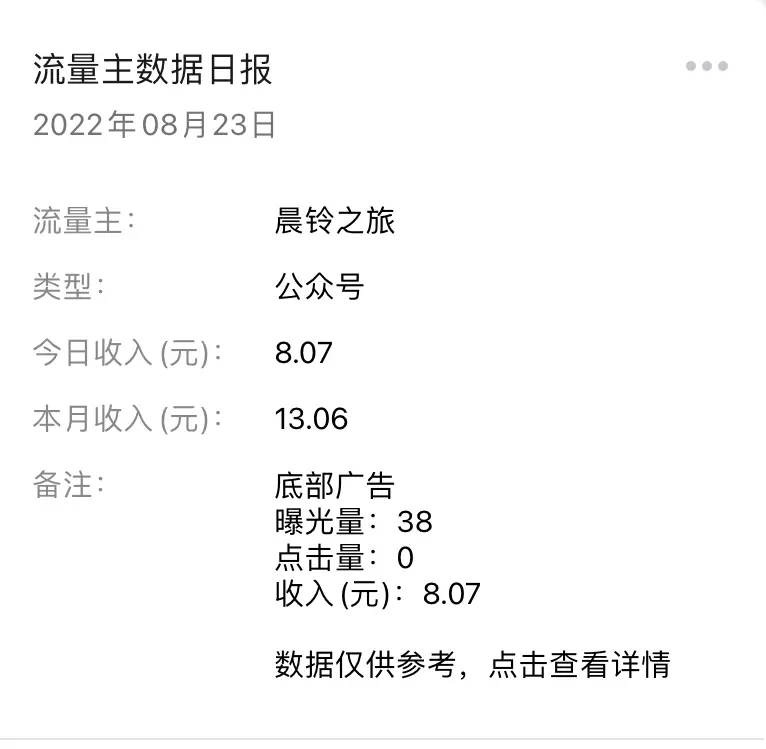 流量主数据日报
2022年08月23日
流量主: 晨铃之旅
类型: 公众号
今日收入(元): 8.07
本月收入(元): 13.06
备注: 底部广告
曝光量：38
点击量：0
收入(元)：8.07
数据仅供参考，点击查看详情